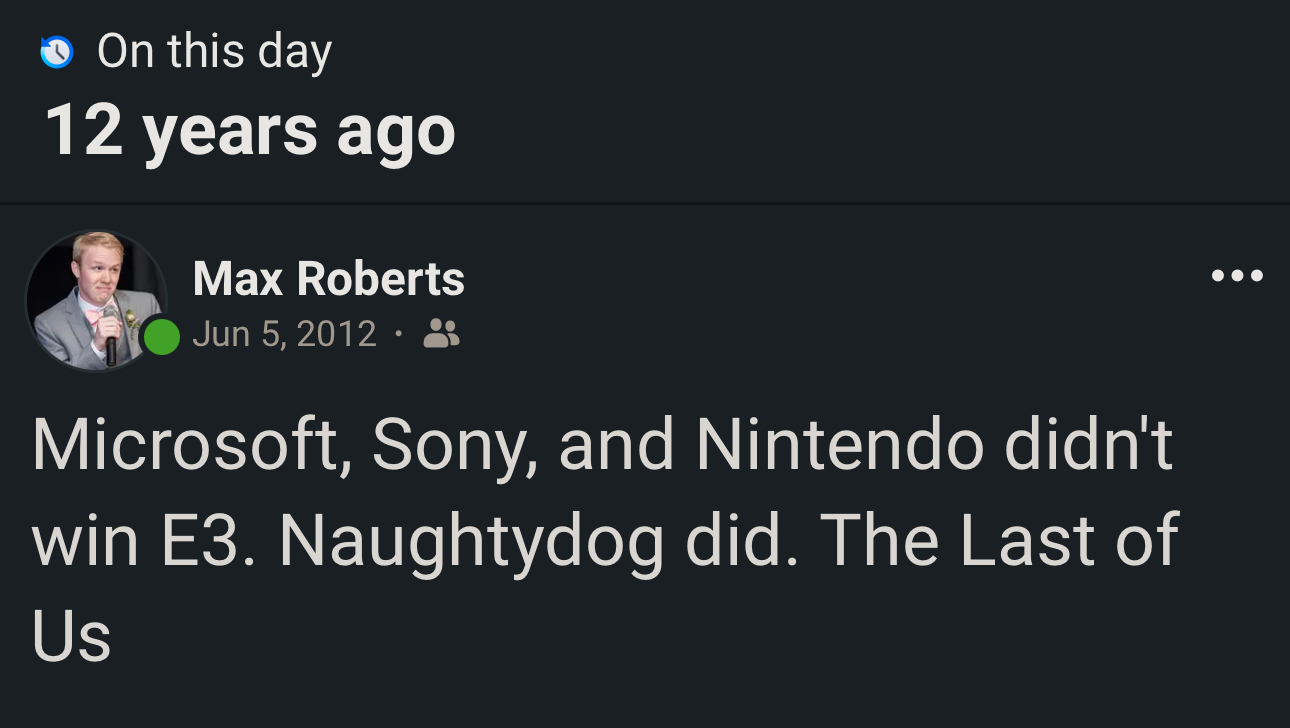 On this day
12 years ago
Max Roberts
Jun 5, 2012 ·
Microsoft, Sony, and Nintendo didn't
win E3. Naughtydog did. The Last of
Us